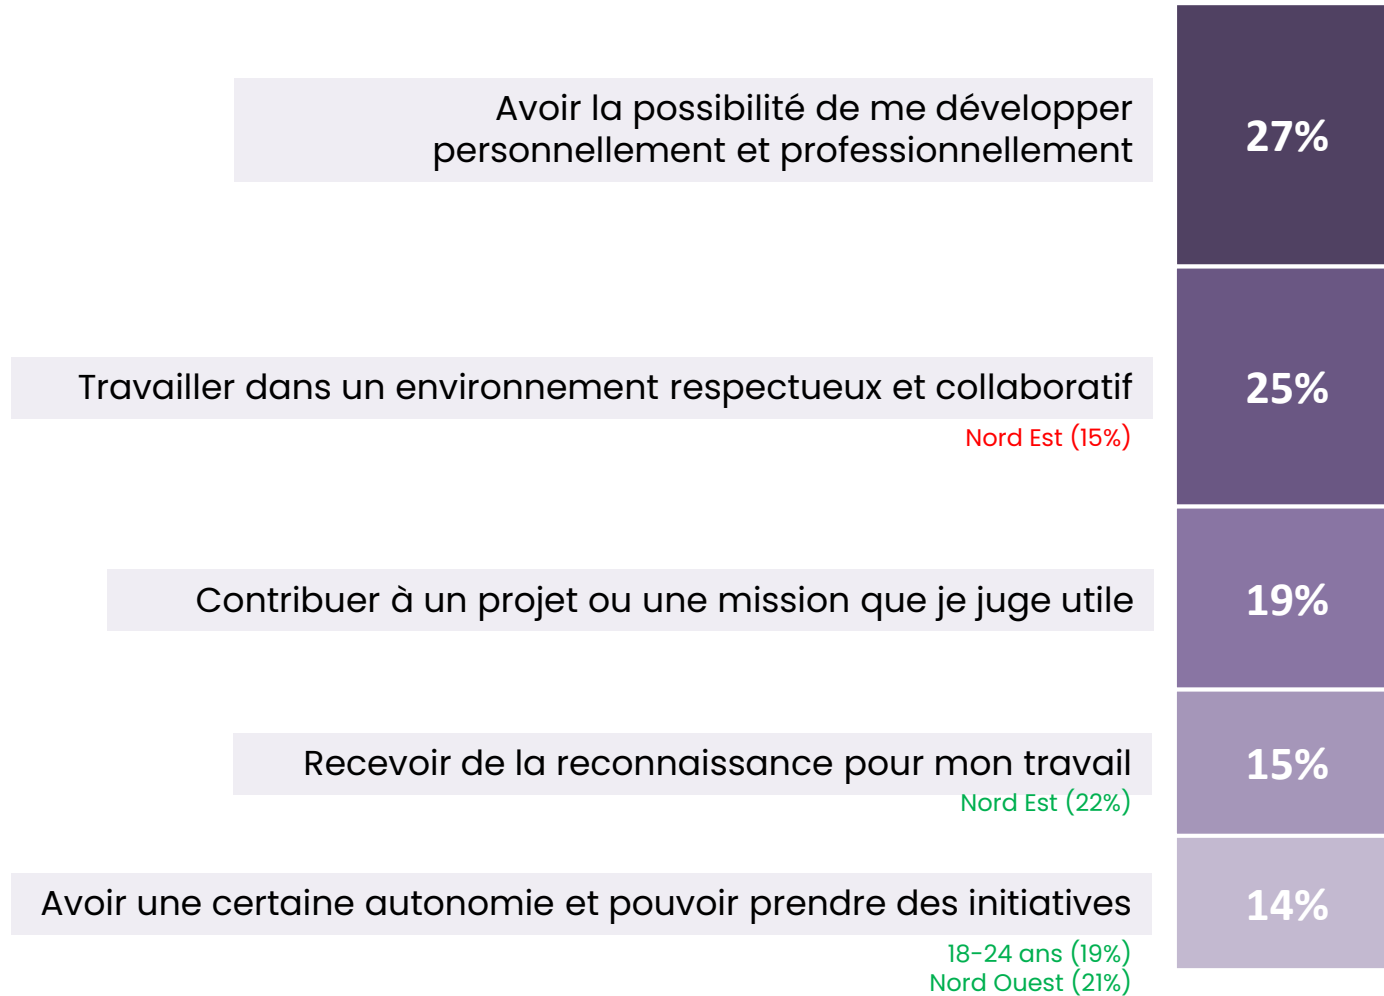 Avoir la possibilité de me développer
personnellement et professionnellement
27%
Travailler dans un environnement respectueux et collaboratif
25%
Nord Est (15%)
Contribuer à un projet ou une mission que je juge utile
19%
Recevoir de la reconnaissance pour mon travail
15%
Nord Est (22%)
Avoir une certaine autonomie et pouvoir prendre des initiatives
14%
18-24 ans (19%)
Nord Ouest (21%)